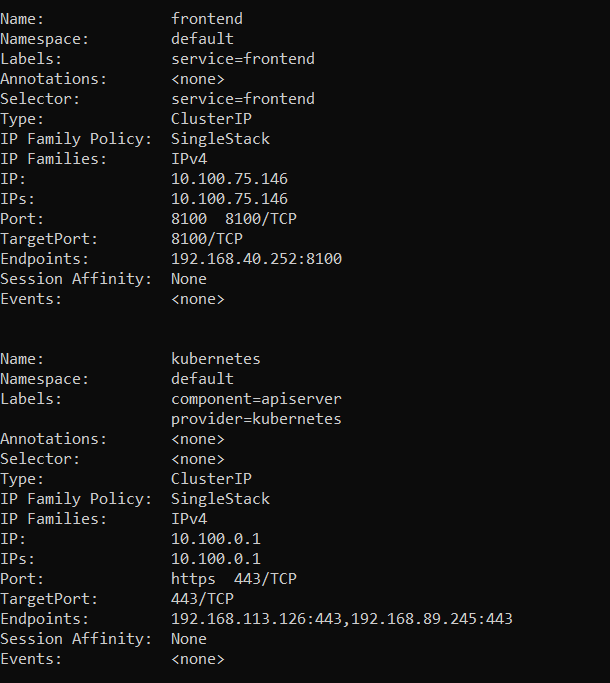 Name:              frontend
Namespace:         default
Labels:            service=frontend
Annotations:       <none>
Selector:          service=frontend
Type:              ClusterIP
IP Family Policy:  SingleStack
IP Families:       IPv4
IP:                10.100.75.146
IPs:               10.100.75.146
Port:              8100  8100/TCP
TargetPort:        8100/TCP
Endpoints:         192.168.40.252:8100
Session Affinity:  None
Events:            <none>
Name:              kubernetes
Namespace:         default
Labels:            component=apiserver
                   provider=kubernetes
Annotations:       <none>
Selector:          <none>
Type:              ClusterIP
IP Family Policy:  SingleStack
IP Families:       IPv4
IP:                10.100.0.1
IPs:               10.100.0.1
Port:              https  443/TCP
TargetPort:        443/TCP
Endpoints:         192.168.113.126:443,192.168.89.245:443
Session Affinity:  None
Events:            <none>